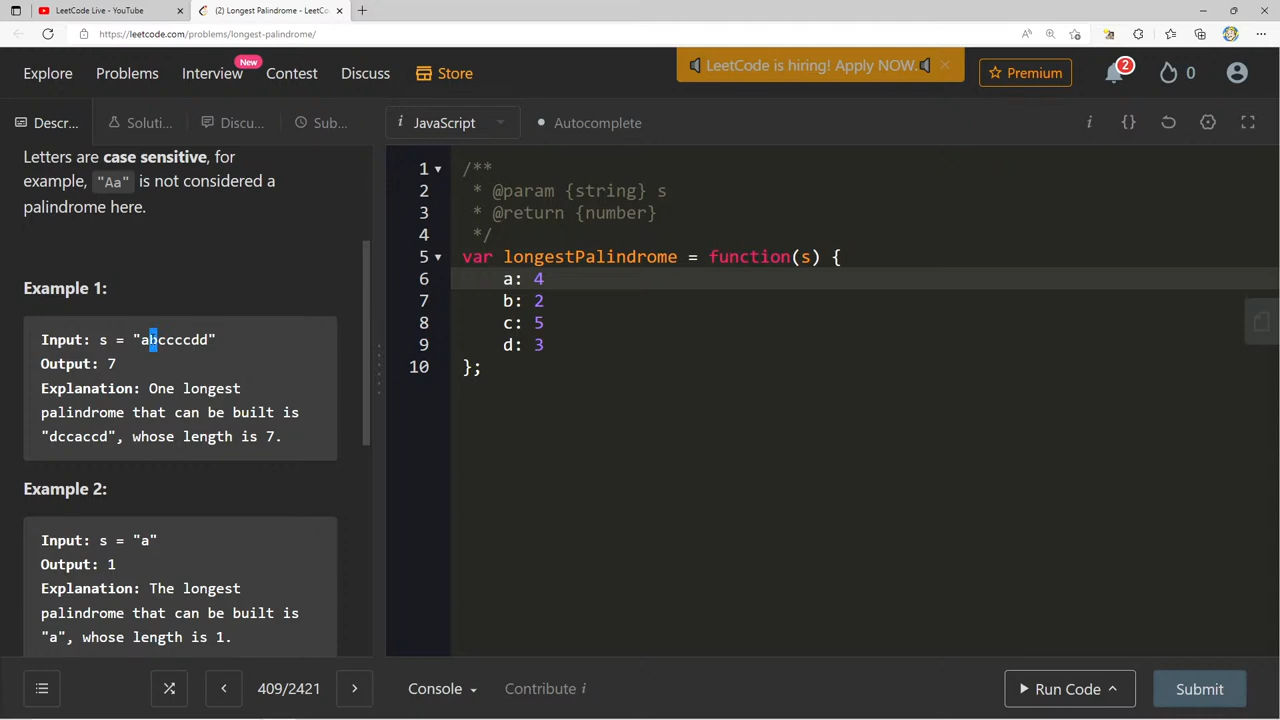 LeetCode Live - YouTube
(2) Longest Palindrome - LeetCo
https://leetcode.com/problems/longest-palindrome/
Explore
Problems
Interview
New
Contest
Discuss
Store
LeetCode is hiring! Apply NOW.
Premium
2
0
Descr...
Soluti...
Discu...
Sub...
i JavaScript
Autocomplete
i
{}
Letters are case sensitive, for
example, "Aa" is not considered a
palindrome here.
Example 1:
Input: s = "abccccdd"
Output: 7
Explanation: One longest
palindrome that can be built is
"dccaccd", whose length is 7.
Example 2:
Input: s = "a"
Output: 1
Explanation: The longest
palindrome that can be built is
"a", whose length is 1.
1 /**
2 * @param {string} s
3 * @return {number}
4 */
5 var longestPalindrome = function(s) {
6 a: 4
7 b: 2
8 c: 5
9 d: 3
10 };
409/2421
Console
Contribute i
Run Code
Submit